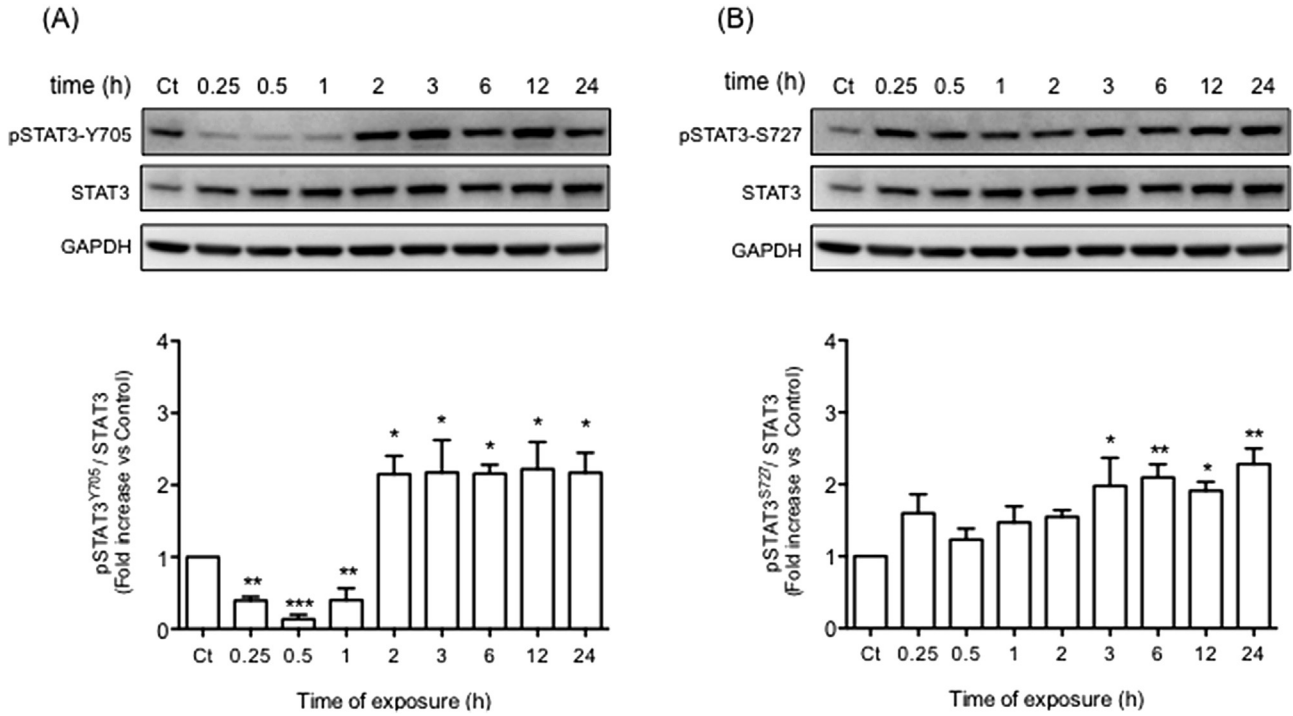 (A)
time (h) Ct 0.25 0.5 1 2 3 6 12 24
pSTAT3-Y705
STAT3
GAPDH
4
3
2
1
0
pSTAT3Y705/ STAT3
(Fold increase vs Control)
** *** ** * * * * *
Ct 0.25 0.5 1 2 3 6 12 24
Time of exposure (h)
(B)
time (h) Ct 0.25 0.5 1 2 3 6 12 24
pSTAT3-S727
STAT3
GAPDH
4
3
2
1
0
pSTAT3S727/ STAT3
(Fold increase vs Control)
* ** * **
Ct 0.25 0.5 1 2 3 6 12 24
Time of exposure (h)